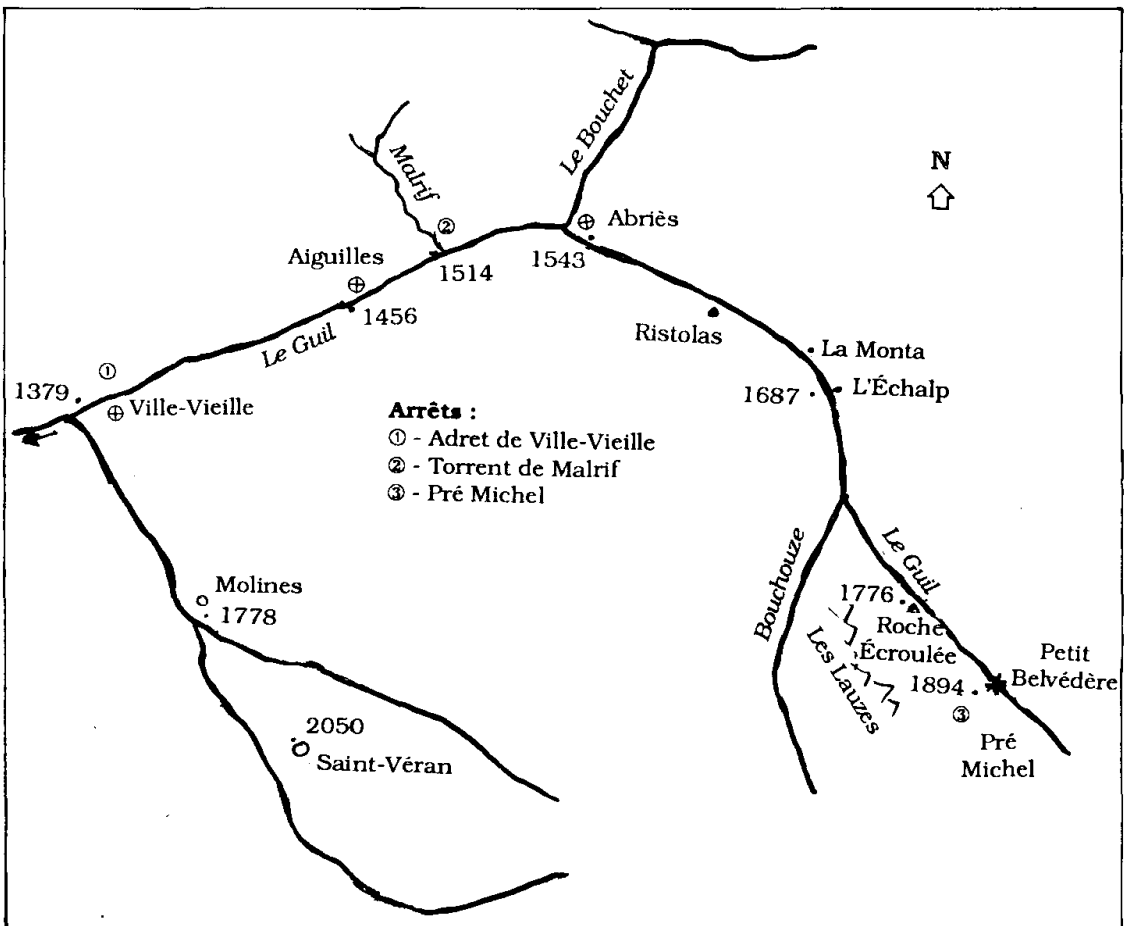 Le Bouchet
Malrif
N
②
Abriès
Aiguilles
1514
1543
1456
Le Guil
Ristolas
La Monta
①
1379
Ville-Vieille
1687
L'Échalp
Arrêts :
① - Adret de Ville-Vieille
② - Torrent de Malrif
③ - Pré Michel
Le Guil
Bouchouze
Molines
1778
1776
Roche
Écroulée
Les Lauzes
Petit
Belvédère
1894
③
2050
Saint-Véran
Pré
Michel